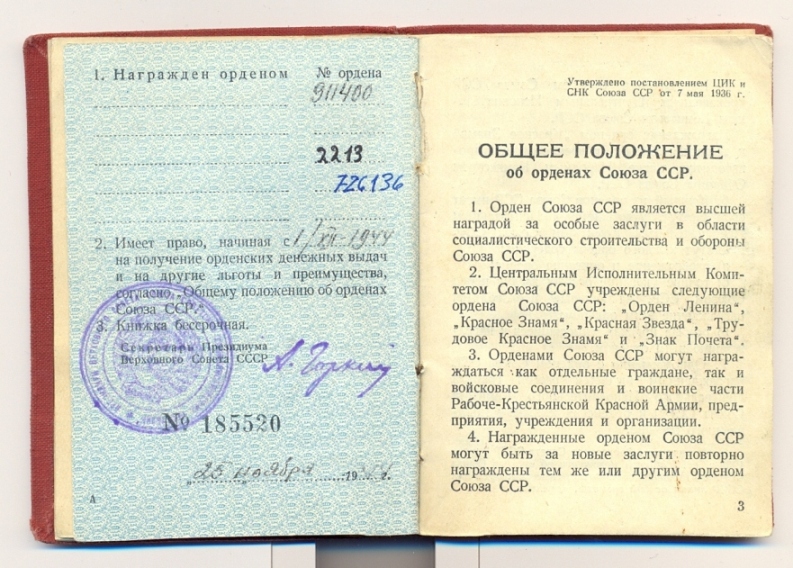 1. Награжден орденом № ордена
911400
2213
726136
2. Имеет право, начиная с 1/XII-1944
на получение орденских денежных выдач
и на другие льготы и преимущества,
согласно „Общему положению об орденах
Союза ССР.
3. Книжка бессрочная.
Секретарь Президиума
Верховного Совета СССР
А. Горкин
№ 185520
„25 ноября 19 г.
А
Утверждено постановлением ЦИК и
СНК Союза ССР от 7 мая 1936 г.
ОБЩЕЕ ПОЛОЖЕНИЕ
об орденах Союза ССР.
1. Орден Союза ССР является высшей
наградой за особые заслуги в области
социалистического строительства и обороны
Союза ССР.
2. Центральным Исполнительным Коми-
тетом Союза ССР учреждены следующие
ордена Союза ССР: „Орден Ленина“,
„Красное Знамя“, „Красная Звезда“, „Тру-
довое Красное Знамя“ и „Знак Почета“.
3. Орденами Союза ССР могут награ-
ждаться как отдельные граждане, так и
войсковые соединения и воинские части
Рабоче-Крестьянской Красной Армии, пред-
приятия, учреждения и организации.
4. Награжденные орденом Союза ССР
могут быть за новые заслуги повторно
награждены тем же или другим орденом
Союза ССР.
3